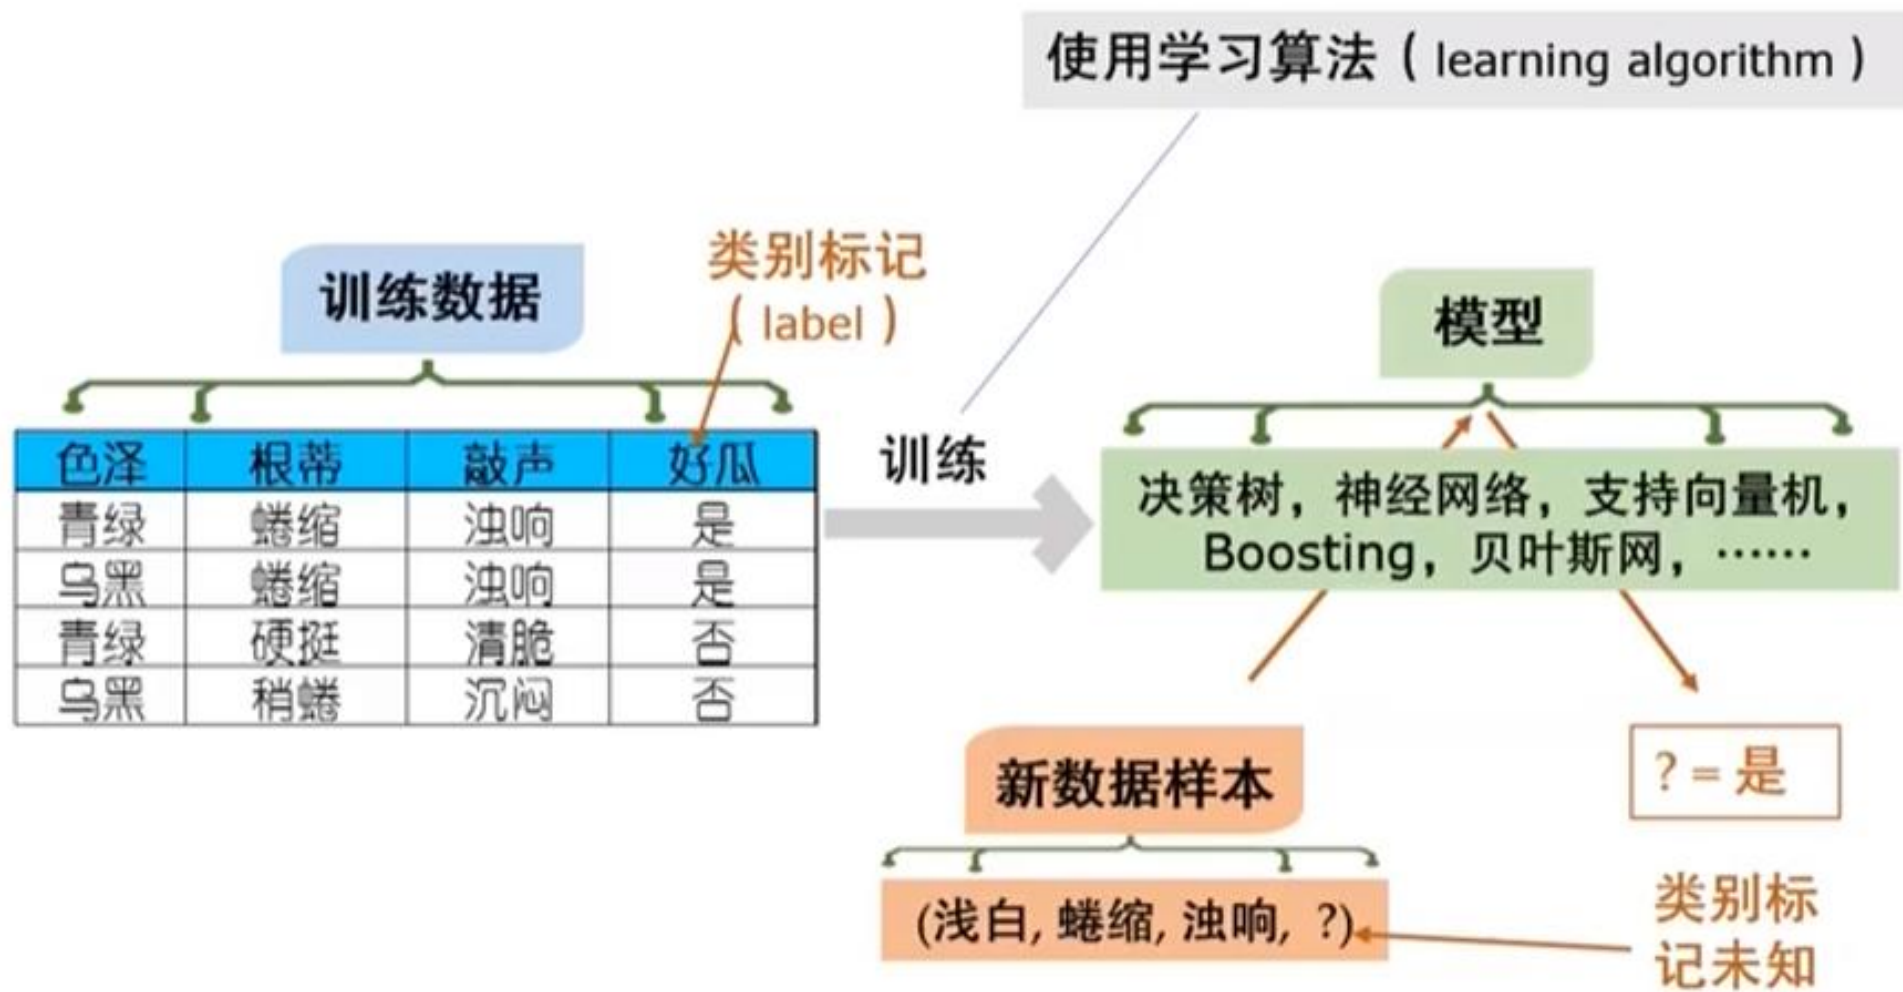 使用学习算法（learning algorithm）
类别标记
（label）
训练数据
模型
色泽 根蒂 敲声 好瓜
青绿 蜷缩 浊响 是
乌黑 蜷缩 浊响 是
青绿 硬挺 清脆 否
乌黑 稍蜷 沉闷 否
训练
决策树，神经网络，支持向量机，
Boosting，贝叶斯网，……
新数据样本
(浅白, 蜷缩, 浊响, ?)
? = 是
类别标
记未知